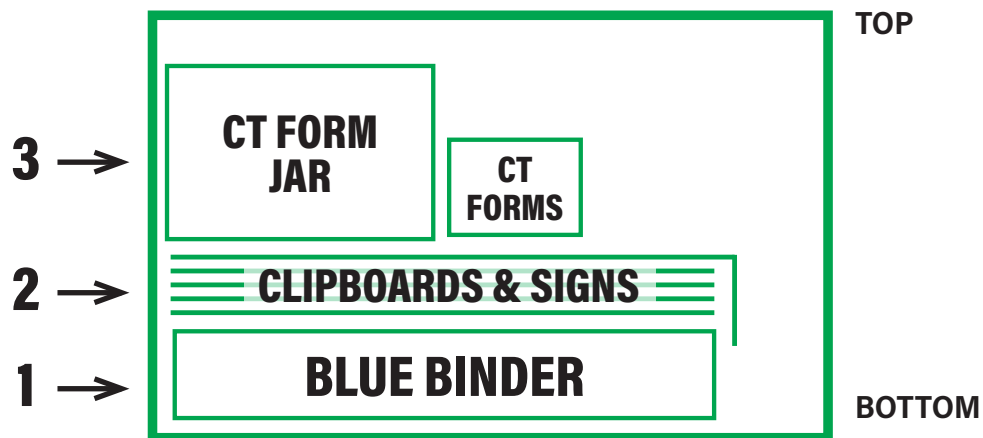 TOP
3
CT FORM
JAR
CT
FORMS
2
CLIPBOARDS & SIGNS
1
BLUE BINDER
BOTTOM